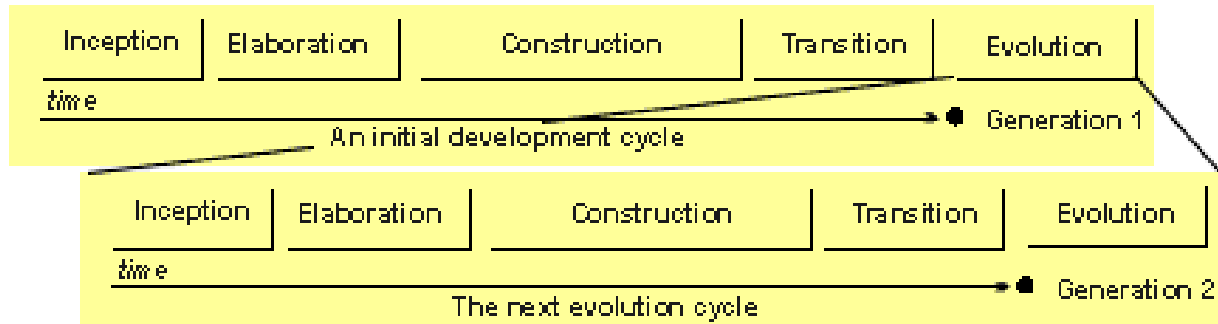 Inception Elaboration Construction Transition Evolution
time
Generation 1
An initial development cycle
Inception Elaboration Construction Transition Evolution
time
Generation 2
The next evolution cycle